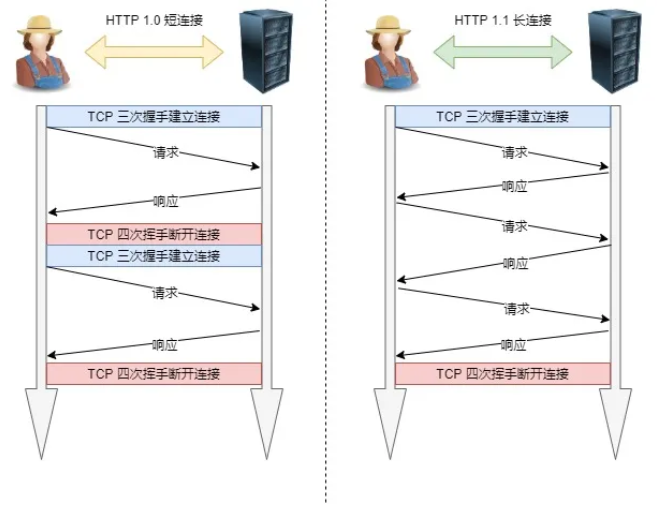 HTTP 1.0 短连接
TCP 三次握手建立连接
请求
响应
TCP 四次挥手断开连接
TCP 三次握手建立连接
请求
响应
TCP 四次挥手断开连接
HTTP 1.1 长连接
TCP 三次握手建立连接
请求
响应
请求
响应
请求
响应
TCP 四次挥手断开连接